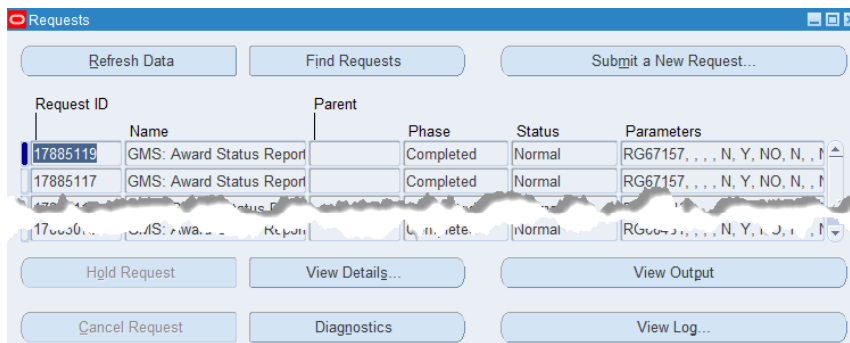 Requests
Refresh Data Find Requests Submit a New Request...
Request ID Parent
Name Phase Status Parameters
17885119 GMS: Award Status Report Completed Normal RG67157, , , , N, Y, NO, N, ,
17885117 GMS: Award Status Report Completed Normal RG67157, , , , N, Y, NO, N, ,
Normal
Hold Request View Details... View Output
Cancel Request Diagnostics View Log...